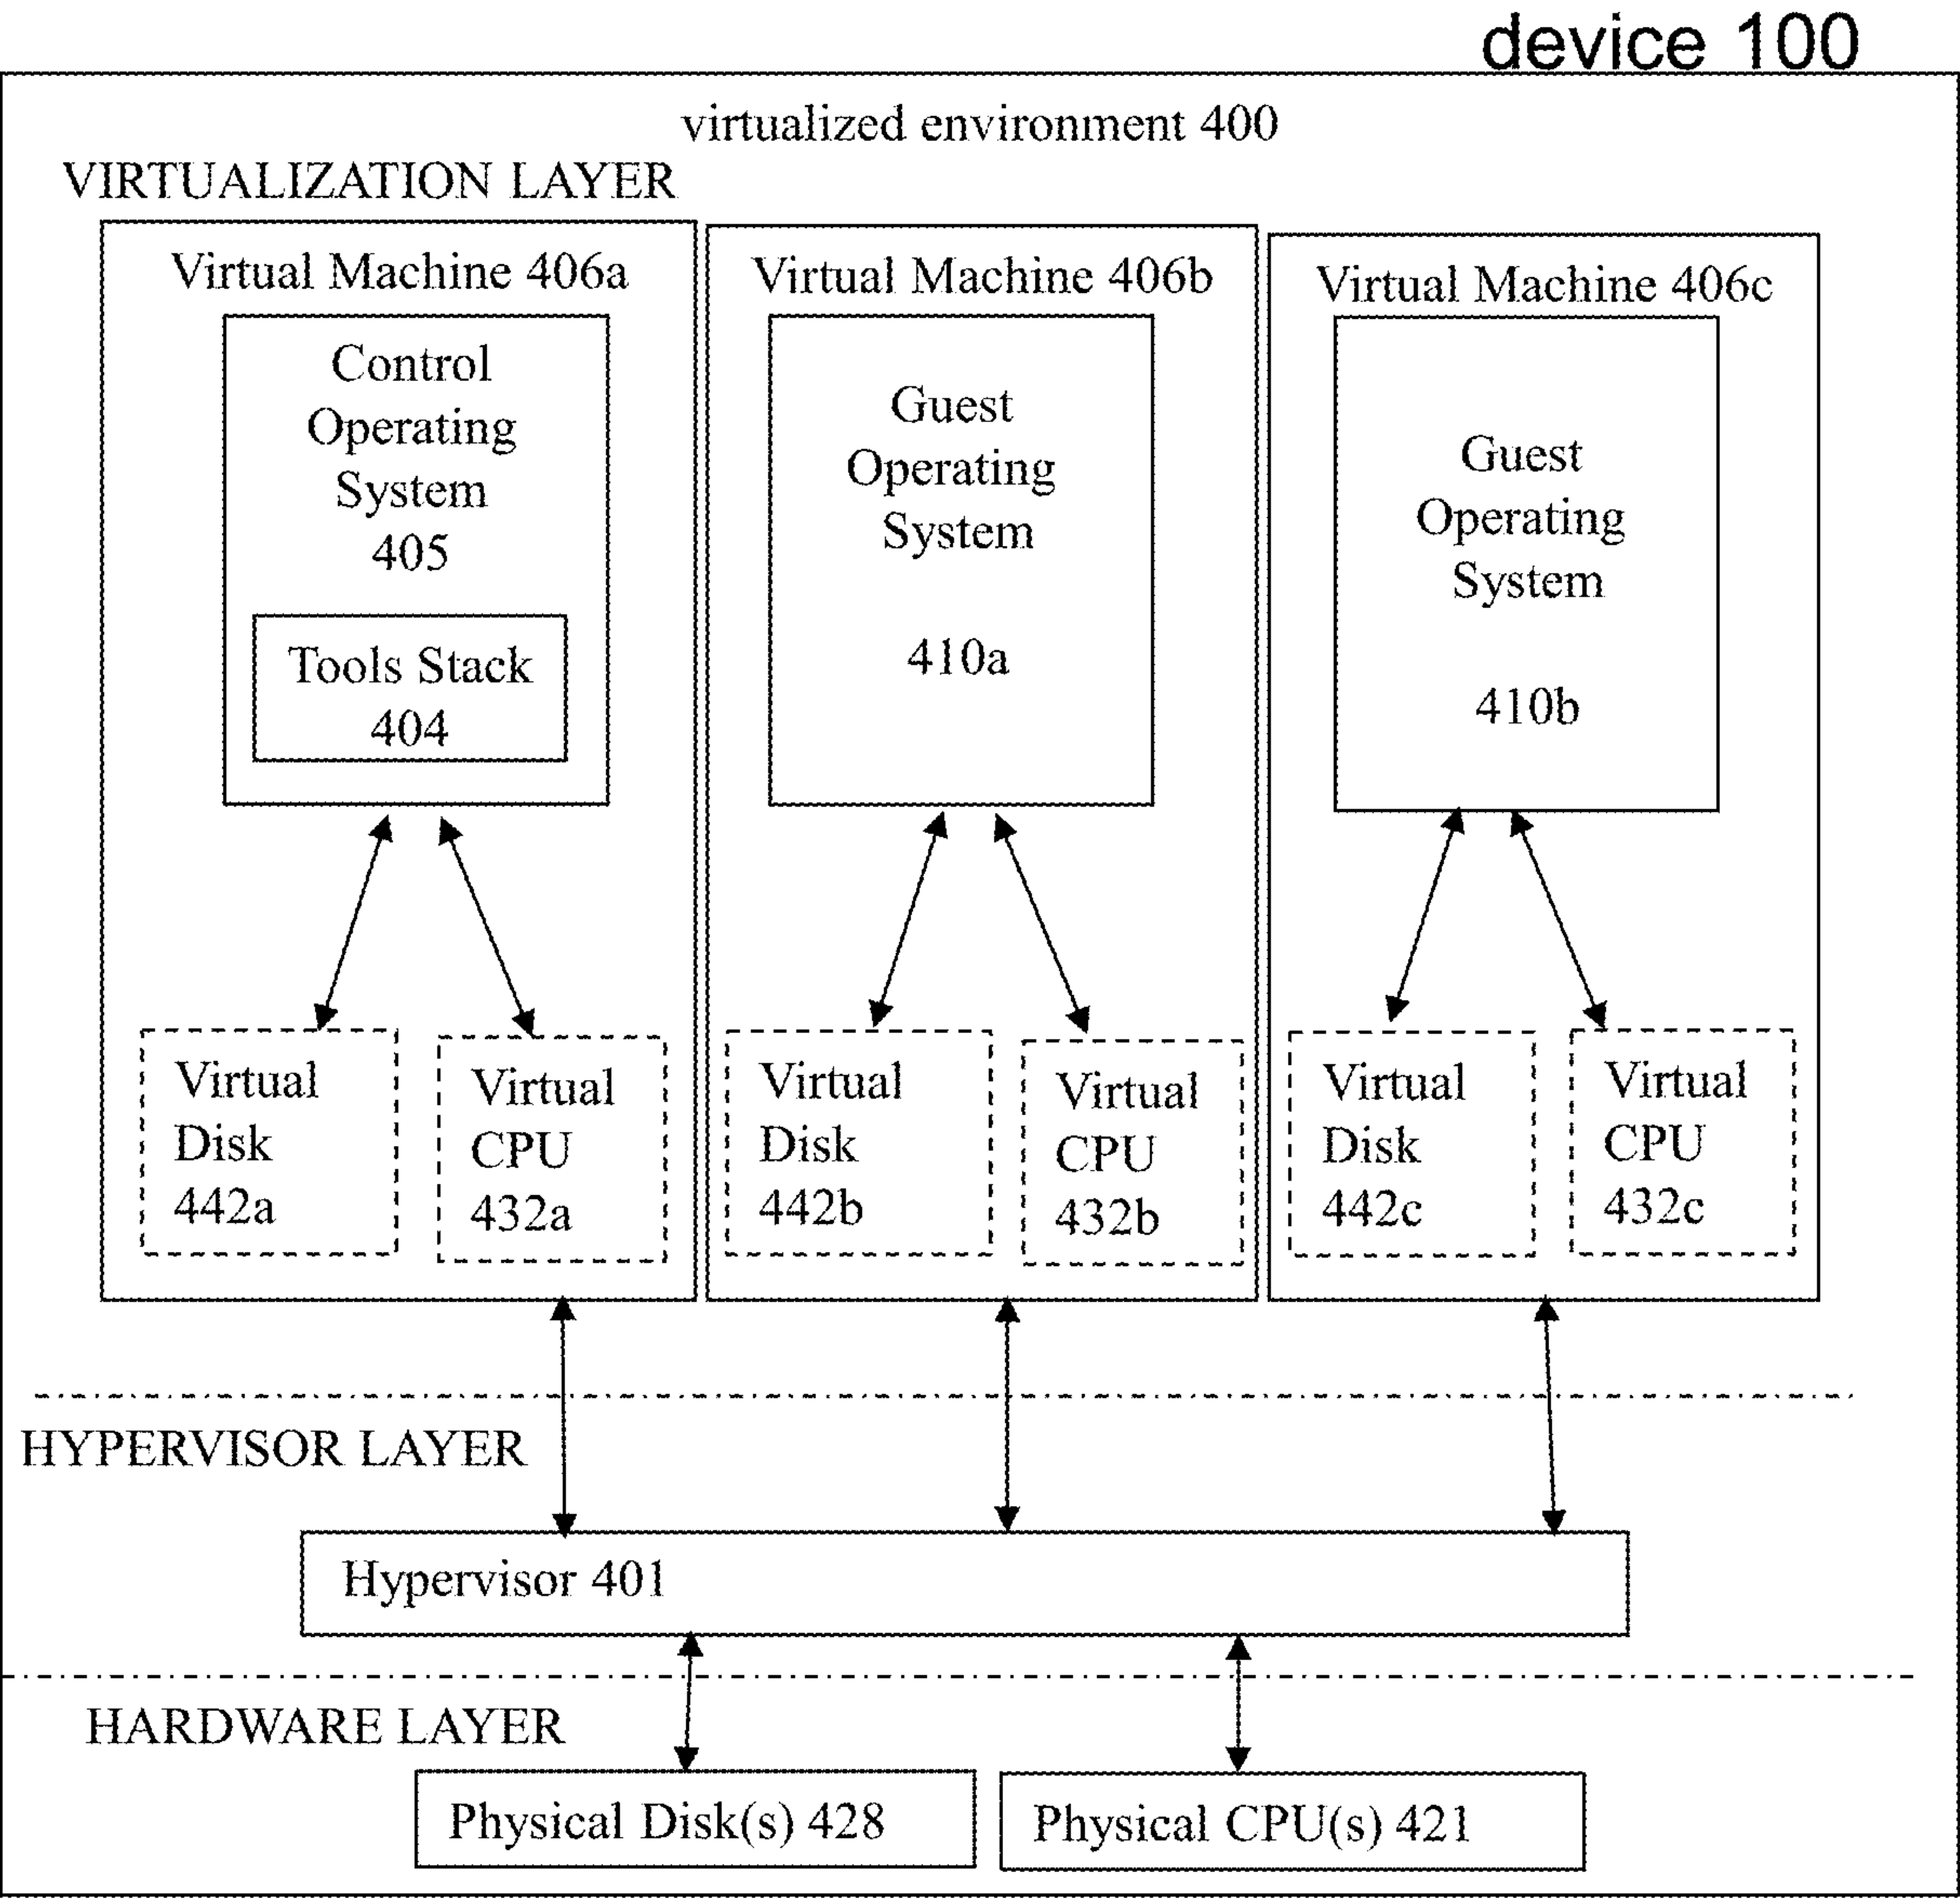 device 100
virtualized environment 400
VIRTUALIZATION LAYER
Virtual Machine 406a
Control
Operating
System
405
Tools Stack
404
Virtual
Disk
442a
Virtual
CPU
432a
Virtual Machine 406b
Guest
Operating
System
410a
Virtual
Disk
442b
Virtual
CPU
432b
Virtual Machine 406c
Guest
Operating
System
410b
Virtual
Disk
442c
Virtual
CPU
432c
HYPERVISOR LAYER
Hypervisor 401
HARDWARE LAYER
Physical Disk(s) 428
Physical CPU(s) 421